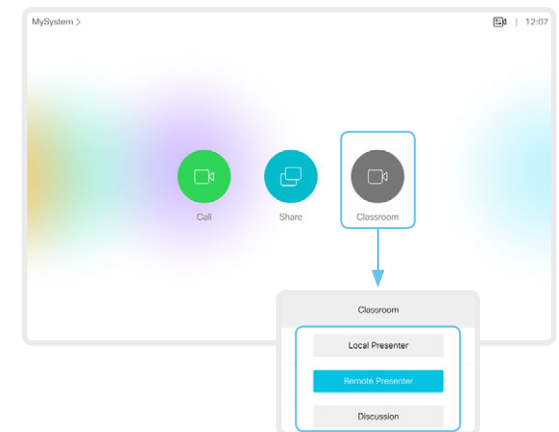 MySystem >
12:07
Call
Share
Classroom
Classroom
Local Presenter
Remote Presenter
Discussion